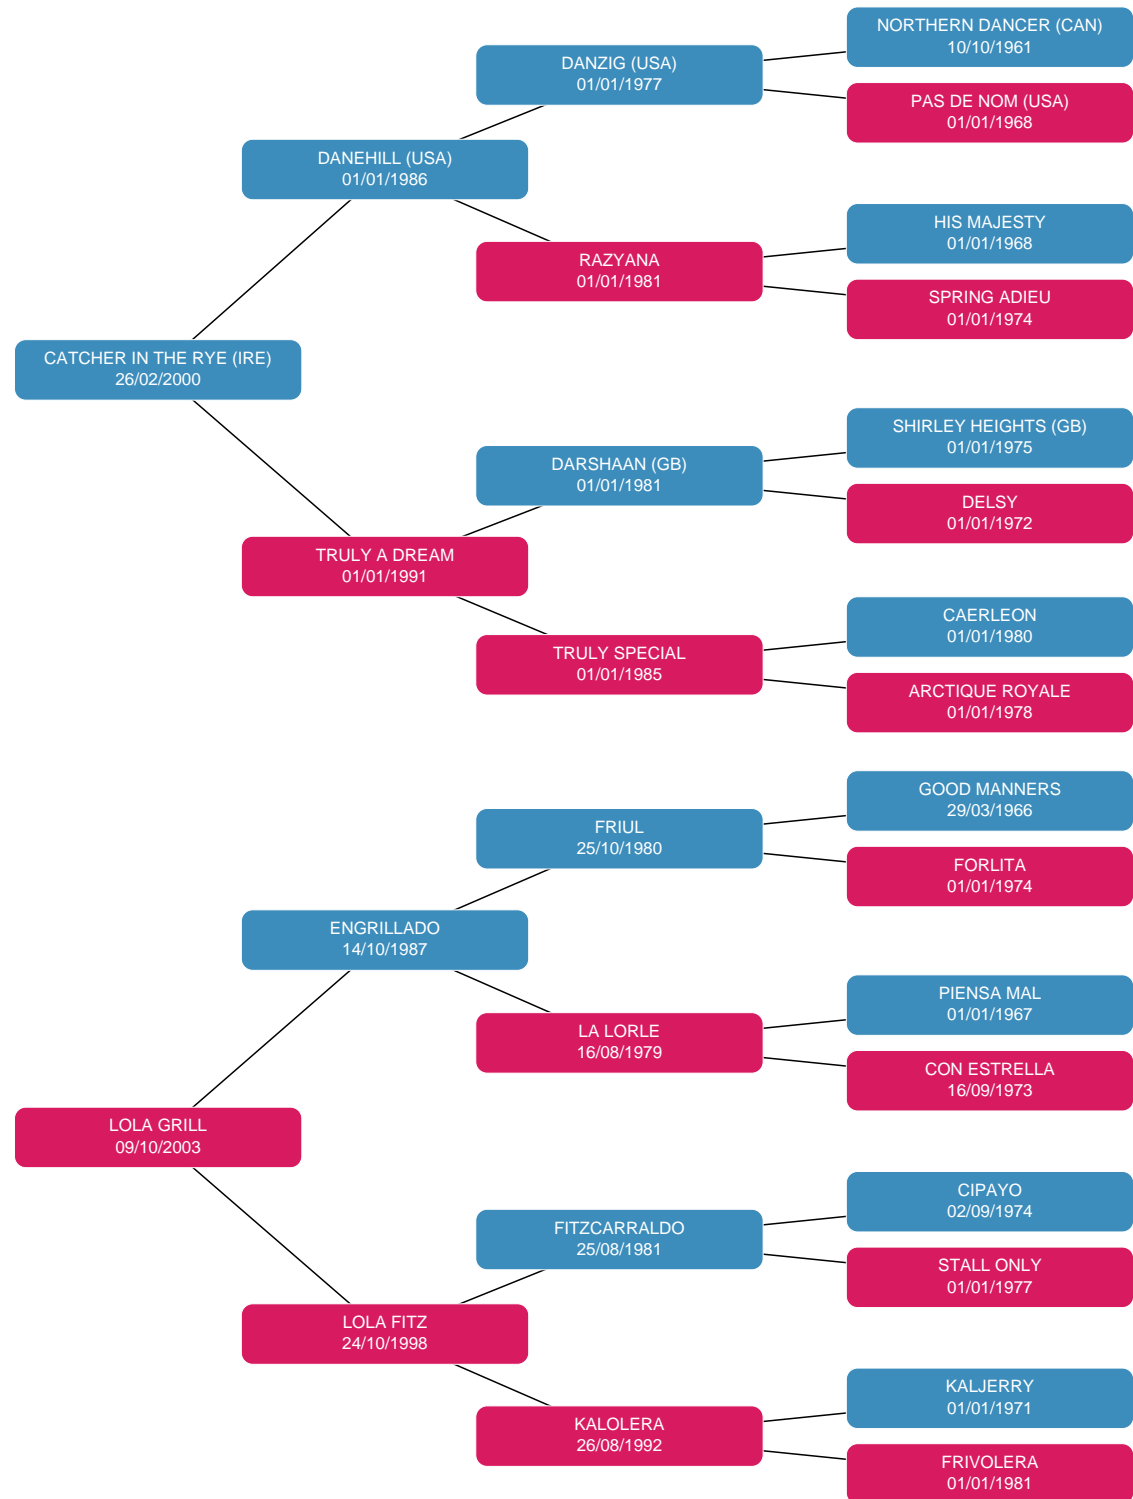 NORTHERN DANCER (CAN)
10/10/1961
DANZIG (USA)
01/01/1977
PAS DE NOM (USA)
01/01/1968
DANEHILL (USA)
01/01/1986
HIS MAJESTY
01/01/1968
RAZYANA
01/01/1981
SPRING ADIEU
01/01/1974
CATCHER IN THE RYE (IRE)
26/02/2000
SHIRLEY HEIGHTS (GB)
01/01/1975
DARSHAAN (GB)
01/01/1981
DELSY
01/01/1972
TRULY A DREAM
01/01/1991
CAERLEON
01/01/1980
TRULY SPECIAL
01/01/1985
ARCTIQUE ROYALE
01/01/1978
GOOD MANNERS
29/03/1966
FRIUL
25/10/1980
FORLITA
01/01/1974
ENGRILLADO
14/10/1987
PIENSA MAL
01/01/1967
LA LORLE
16/08/1979
CON ESTRELLA
16/09/1973
LOLA GRILL
09/10/2003
CIPAYO
02/09/1974
FITZCARRALDO
25/08/1981
STALL ONLY
01/01/1977
LOLA FITZ
24/10/1998
KALJERRY
01/01/1971
KALOLERA
26/08/1992
FRIVOLERA
01/01/1981